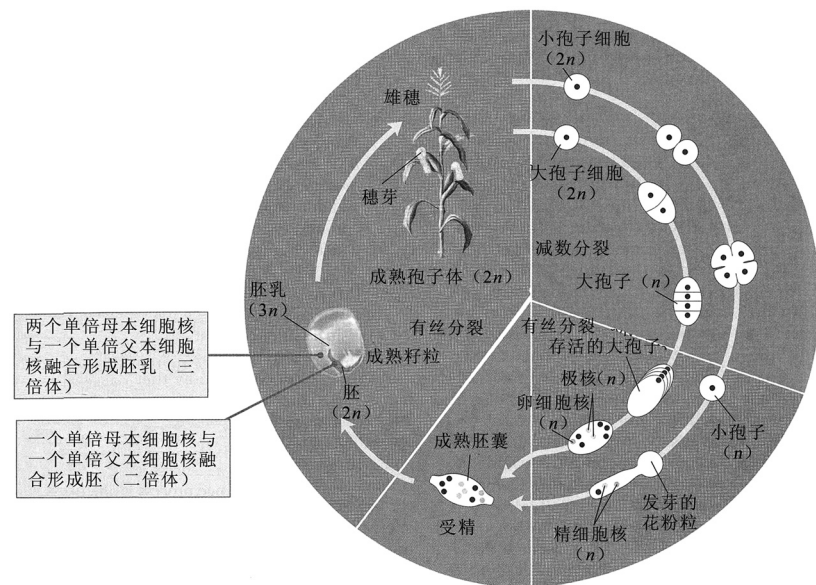 小孢子细胞
（2n）
雄穗
大孢子细胞
（2n）
穗芽
减数分裂
成熟孢子体（2n）
大孢子（n）
胚乳
（3n）
有丝分裂
有丝分裂
存活的大孢子
两个单倍母本细胞核
与一个单倍父本细胞
核融合形成胚乳（三
倍体）
成熟籽粒
极核（n）
胚
（2n）
卵细胞核
（n）
小孢子
（n）
一个单倍母本细胞核与
一个单倍父本细胞核融
合形成胚（二倍体）
成熟胚囊
发芽的
花粉粒
受精
精细胞核
（n）